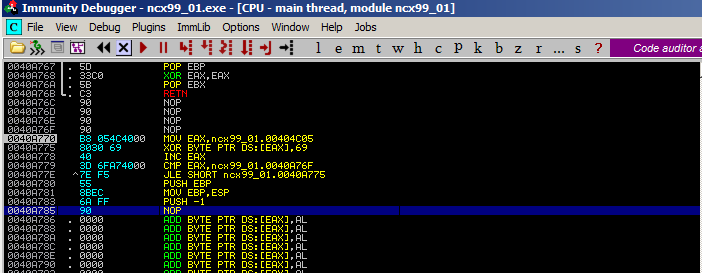 Immunity Debugger - ncx99_01.exe - [CPU - main thread, module ncx99_01]
C File View Debug Plugins ImmLib Options Window Help Jobs
l e m t w h c p k b z r ... s ? Code auditor a
0040A767 . 5D POP EBP
0040A768 . 33C0 XOR EAX,EAX
0040A76A . 5B POP EBX
0040A76B . C3 RETN
0040A76C 90 NOP
0040A76D 90 NOP
0040A76E 90 NOP
0040A76F 90 NOP
0040A770 B8 054C4000 MOV EAX,ncx99_01.00404C05
0040A775 8030 69 XOR BYTE PTR DS:[EAX],69
0040A778 40 INC EAX
0040A779 3D 6FA74000 CMP EAX,ncx99_01.0040A76F
0040A77E ^7E F5 JLE SHORT ncx99_01.0040A775
0040A780 55 PUSH EBP
0040A781 8BEC MOV EBP,ESP
0040A783 6A FF PUSH -1
0040A785 90 NOP
0040A786 . 0000 ADD BYTE PTR DS:[EAX],AL
0040A788 . 0000 ADD BYTE PTR DS:[EAX],AL
0040A78A . 0000 ADD BYTE PTR DS:[EAX],AL
0040A78C . 0000 ADD BYTE PTR DS:[EAX],AL
0040A78E . 0000 ADD BYTE PTR DS:[EAX],AL
0040A790 . 0000 ADD BYTE PTR DS:[EAX],AL